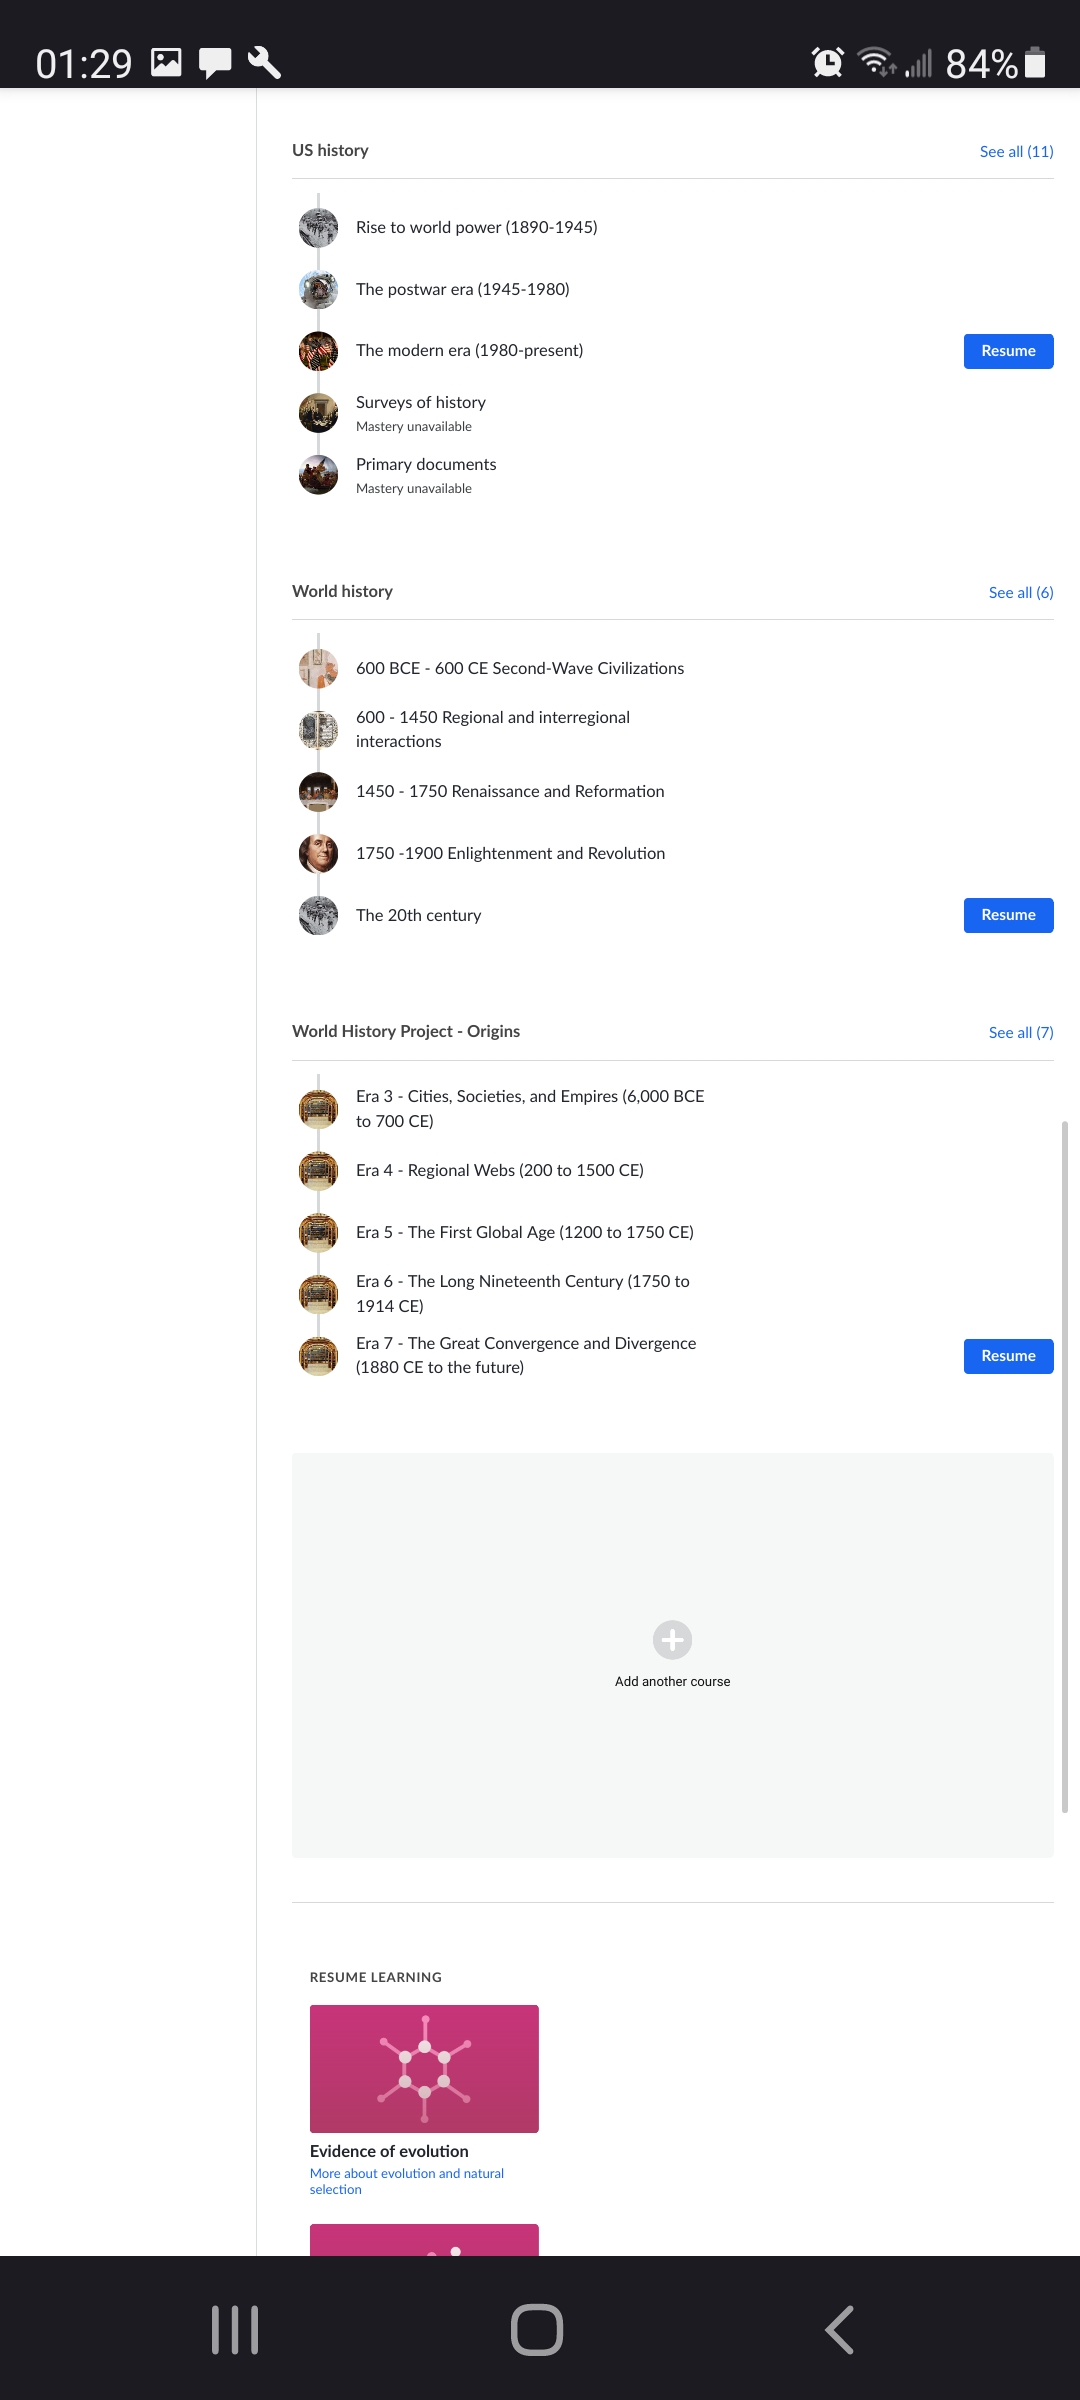 01:29
84%
US history
See all (11)
Rise to world power (1890-1945)
The postwar era (1945-1980)
The modern era (1980-present)
Resume
Surveys of history
Mastery unavailable
Primary documents
Mastery unavailable
World history
See all (6)
600 BCE - 600 CE Second-Wave Civilizations
600 - 1450 Regional and interregional
interactions
1450 - 1750 Renaissance and Reformation
1750 -1900 Enlightenment and Revolution
The 20th century
Resume
World History Project - Origins
See all (7)
Era 3 - Cities, Societies, and Empires (6,000 BCE
to 700 CE)
Era 4 - Regional Webs (200 to 1500 CE)
Era 5 - The First Global Age (1200 to 1750 CE)
Era 6 - The Long Nineteenth Century (1750 to
1914 CE)
Era 7 - The Great Convergence and Divergence
(1880 CE to the future)
Resume
Add another course
RESUME LEARNING
Evidence of evolution
More about evolution and natural
selection